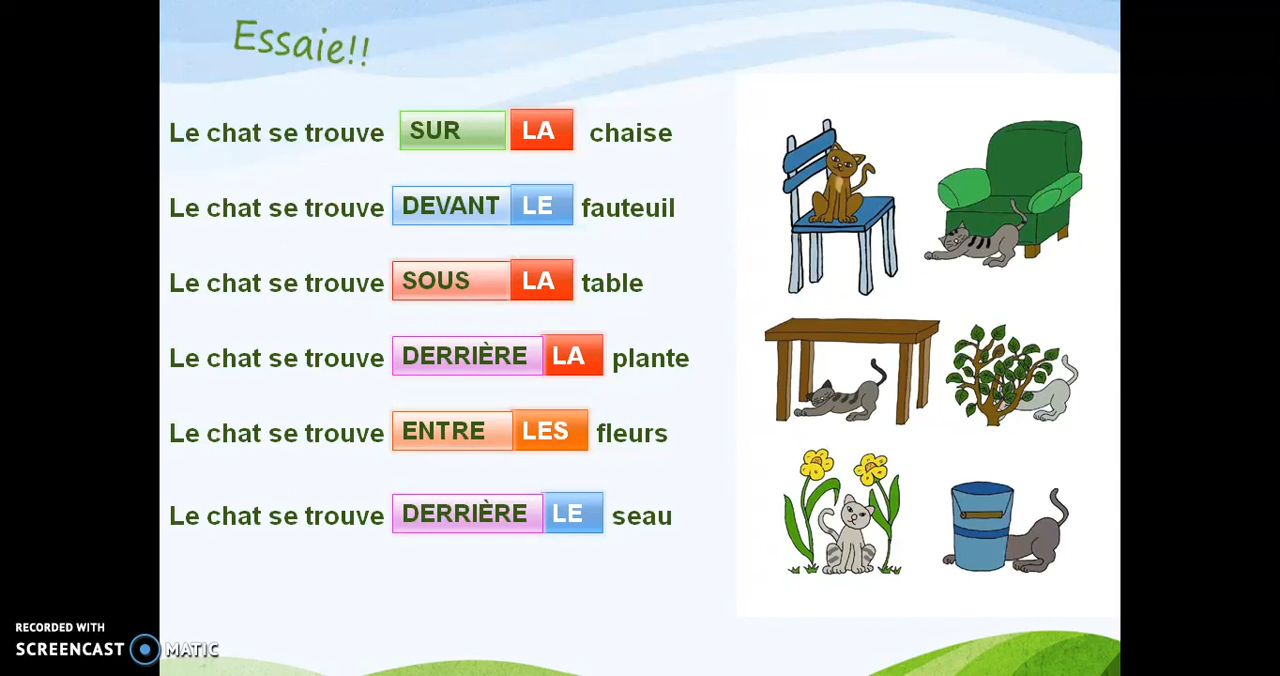 Essaie!!
Le chat se trouve SUR LA chaise
Le chat se trouve DEVANT LE fauteuil
Le chat se trouve SOUS LA table
Le chat se trouve DERRIÈRE LA plante
Le chat se trouve ENTRE LES fleurs
Le chat se trouve DERRIÈRE LE seau
RECORDED WITH
SCREENCAST MATIC